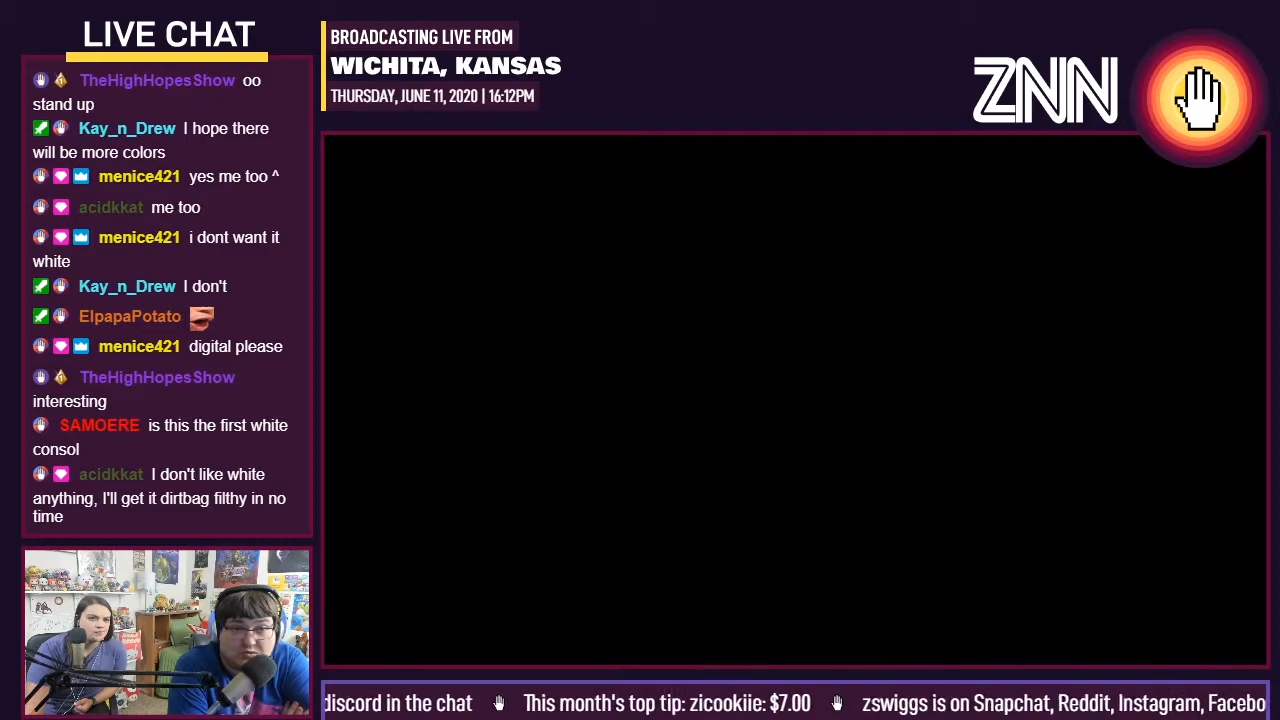 LIVE CHAT
TheHighHopesShow oo
stand up
Kay_n_Drew I hope there
will be more colors
menice421 yes me too ^
acidkkat me too
menice421 i dont want it
white
Kay_n_Drew I don't
ElpapaPotato
menice421 digital please
TheHighHopesShow
interesting
SAMOERE is this the first white
consol
acidkkat I don't like white
anything, I'll get it dirtbag filthy in no
time
BROADCASTING LIVE FROM
WICHITA, KANSAS
THURSDAY, JUNE 11, 2020 | 16:12PM
ZNN
discord in the chat This month's top tip: zicookiie: $7.00 zswiggs is on Snapchat, Reddit, Instagram, Facebo